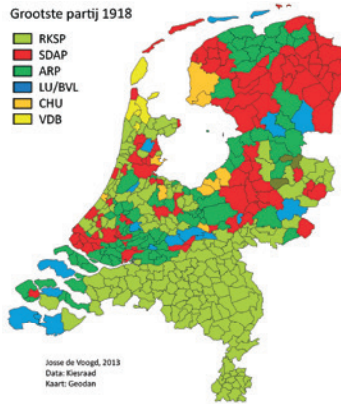 Grootste partij 1918
RKSP
SDAP
ARP
LU/BVL
CHU
VDB
Josse de Voogd, 2013
Data: Kiesraad
Kaart: Geodan